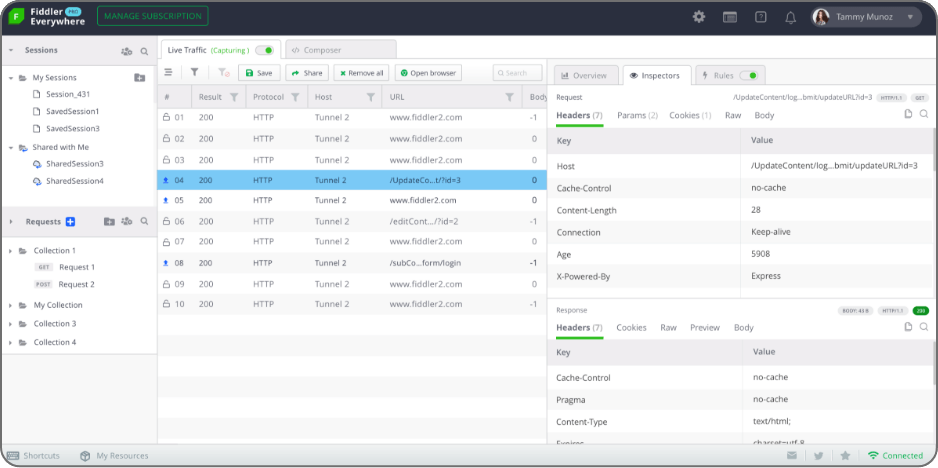 Fiddler PRO
Everywhere
MANAGE SUBSCRIPTION
Tammy Munoz
Sessions
My Sessions
Session_431
SavedSession1
SavedSession3
Shared with Me
SharedSession3
SharedSession4
Requests
Collection 1
GET Request 1
POST Request 2
My Collection
Collection 3
Collection 4
Live Traffic (Capturing)
</> Composer
Save Share Remove all Open browser Search
# Result Protocol Host URL Body
01 200 HTTP Tunnel 2 www.fiddler2.com -1
02 200 HTTP Tunnel 2 www.fiddler2.com 0
03 200 HTTP Tunnel 2 www.fiddler2.com 0
04 200 HTTP Tunnel 2 /UpdateCo...t/?id=3 0
05 200 HTTP Tunnel 2 www.fiddler2.com 0
06 200 HTTP Tunnel 2 /editCont.../?id=2 -1
07 200 HTTP Tunnel 2 www.fiddler2.com 0
08 200 HTTP Tunnel 2 /subCo...form/login -1
09 200 HTTP Tunnel 2 www.fiddler2.com 0
10 200 HTTP Tunnel 2 www.fiddler2.com -1
Overview Inspectors Rules
Request /UpdateContent/log...bmit/updateURL?id=3 HTTP/1.1 GET
Headers (7) Params (2) Cookies (1) Raw Body
Key Value
Host /UpdateContent/log...bmit/updateURL?id=3
Cache-Control no-cache
Content-Length 28
Connection Keep-alive
Age 5908
X-Powered-By Express
Response BODY: 43 B HTTP/1.1 200
Headers (7) Cookies Raw Preview Body
Key Value
Cache-Control no-cache
Pragma no-cache
Content-Type text/html;
Expires charset=utf-8
Shortcuts My Resources Connected